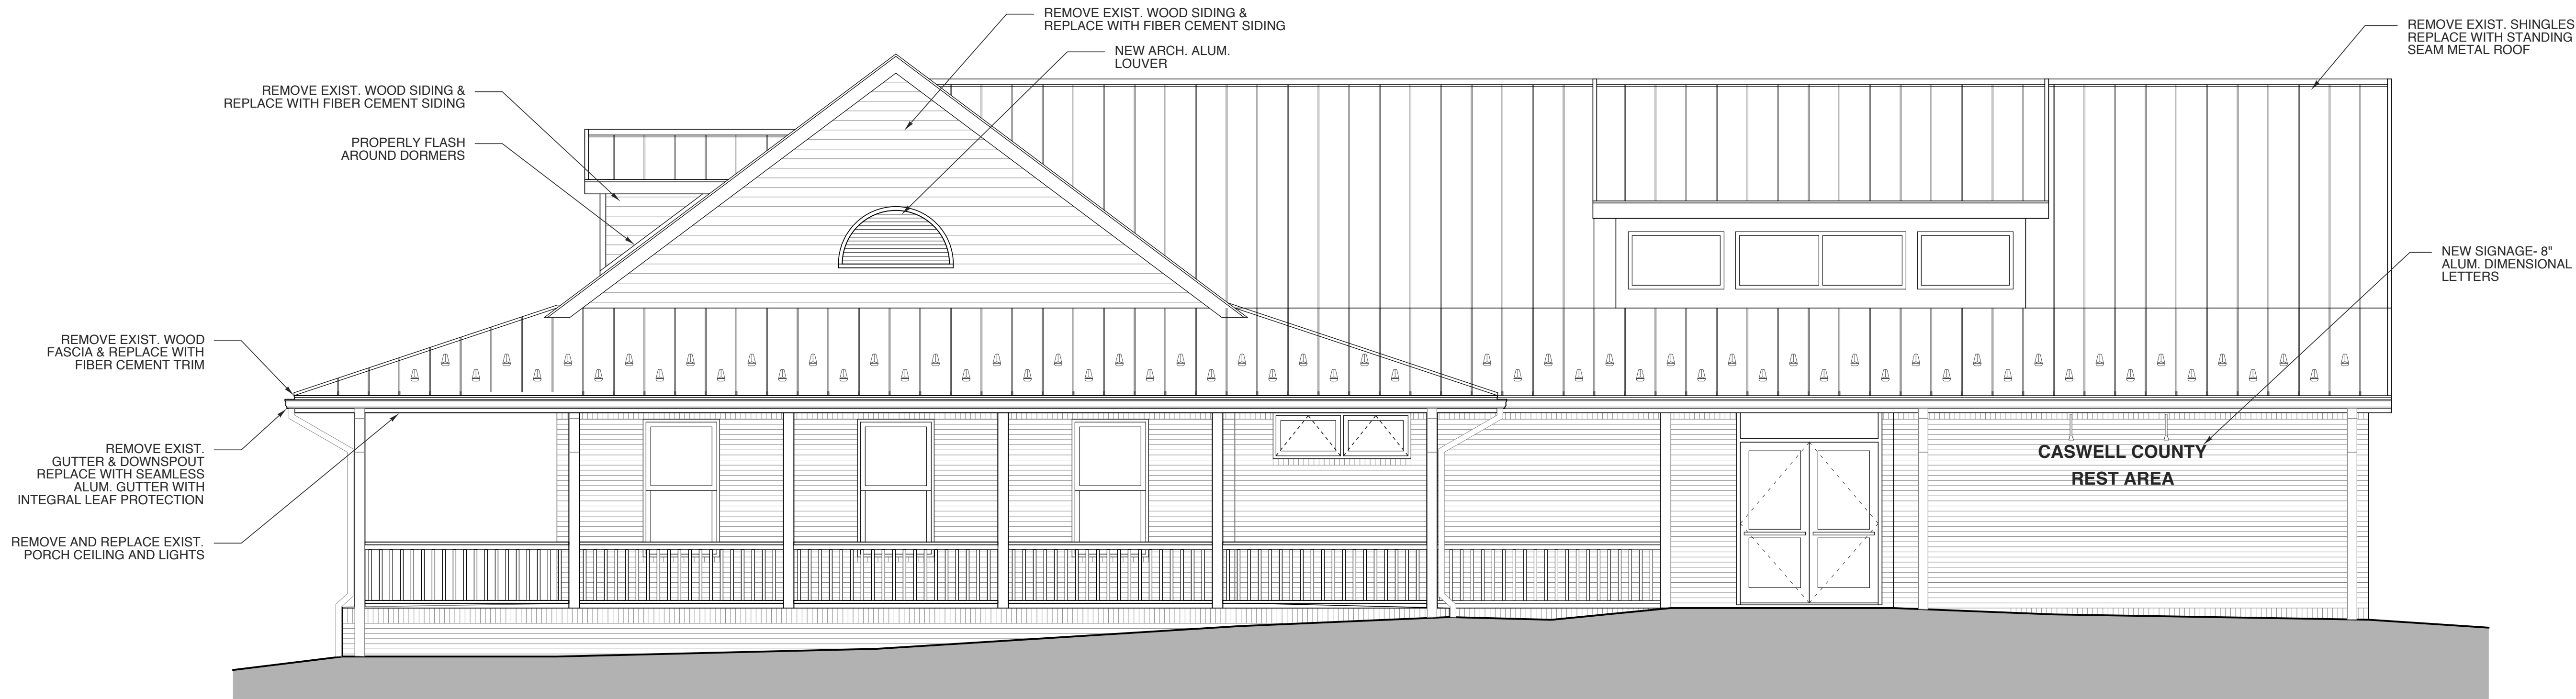 REMOVE EXIST. WOOD SIDING &
REPLACE WITH FIBER CEMENT SIDING
NEW ARCH. ALUM.
LOUVER
REMOVE EXIST. SHINGLES
REPLACE WITH STANDING
SEAM METAL ROOF
REMOVE EXIST. WOOD SIDING &
REPLACE WITH FIBER CEMENT SIDING
PROPERLY FLASH
AROUND DORMERS
NEW SIGNAGE- 8"
ALUM. DIMENSIONAL
LETTERS
REMOVE EXIST. WOOD
FASCIA & REPLACE WITH
FIBER CEMENT TRIM
REMOVE EXIST.
GUTTER & DOWNSPOUT
REPLACE WITH SEAMLESS
ALUM. GUTTER WITH
INTEGRAL LEAF PROTECTION
CASWELL COUNTY
REST AREA
REMOVE AND REPLACE EXIST.
PORCH CEILING AND LIGHTS